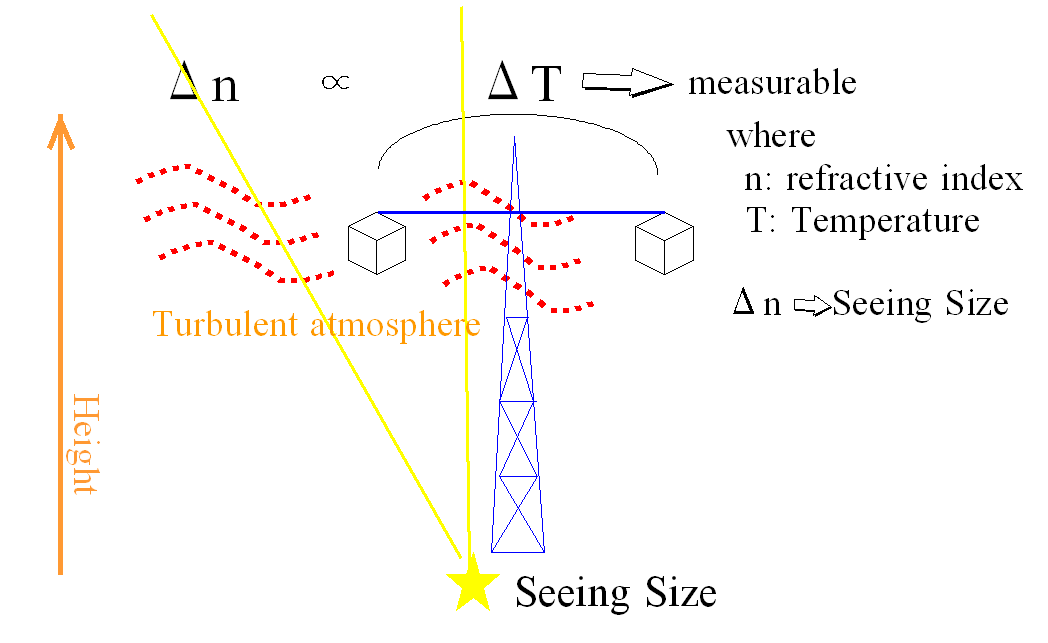 Δ n ∝ Δ T ⇒ measurable
where
n: refractive index
T: Temperature
Δ n ⇒ Seeing Size
Turbulent atmosphere
Height
Seeing Size